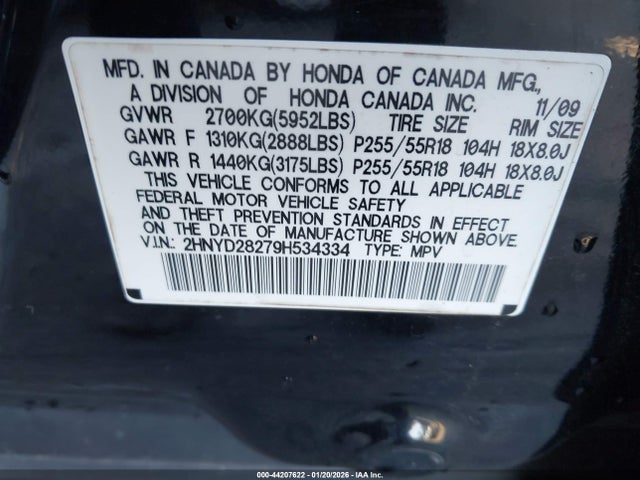 MFD. IN CANADA BY HONDA OF CANADA MFG.,
A DIVISION OF HONDA CANADA INC. 11/09
GVWR 2700KG(5952LBS) TIRE SIZE RIM SIZE
GAWR F 1310KG(2888LBS) P255/55R18 104H 18X8.0J
GAWR R 1440KG(3175LBS) P255/55R18 104H 18X8.0J
THIS VEHICLE CONFORMS TO ALL APPLICABLE
FEDERAL MOTOR VEHICLE SAFETY
AND THEFT PREVENTION STANDARDS IN EFFECT ON
THE DATE OF MANUFACTURE SHOWN ABOVE.
V.I.N.: 2HNYD28279H534334 TYPE: MPV
000-44207622 - 01/20/2026 - IAA Inc.